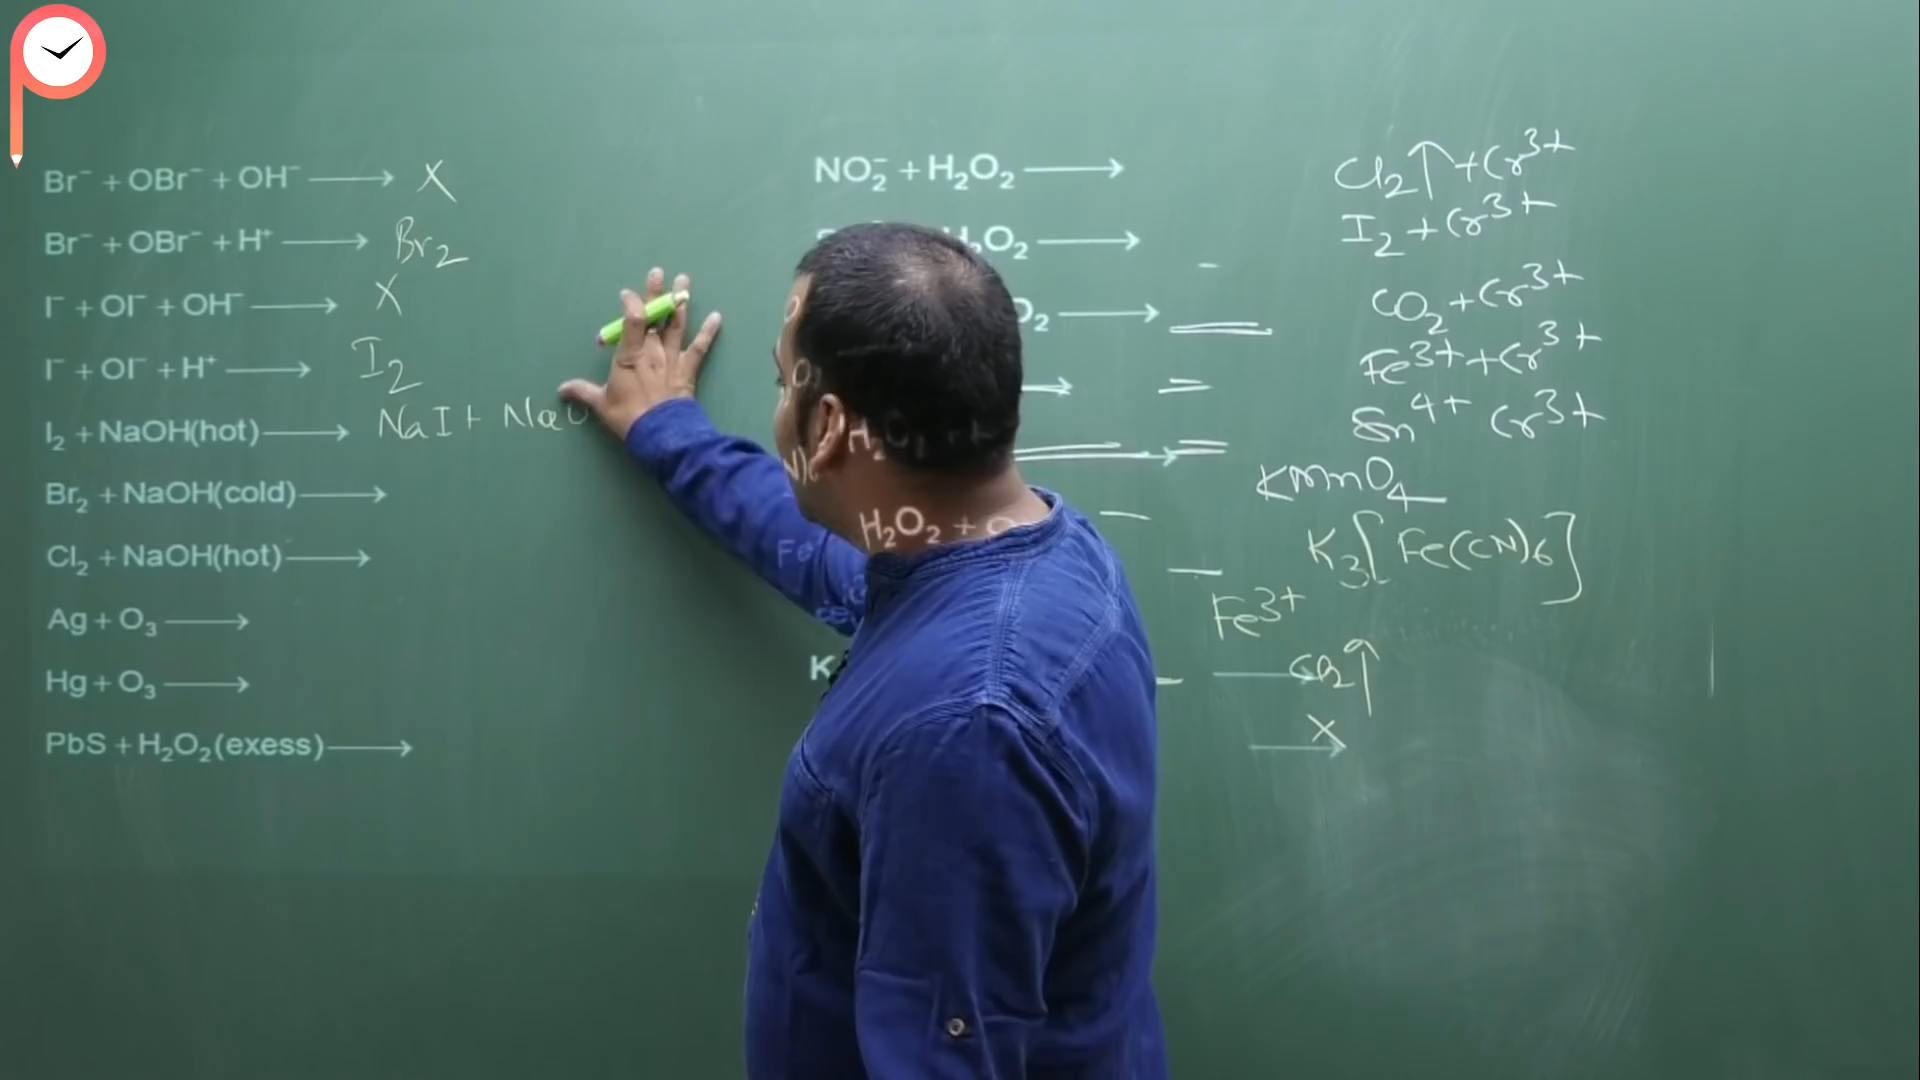 Br⁻ + OBr⁻ + OH⁻ ⟶ X
Br⁻ + OBr⁻ + H⁺ ⟶ Br₂
I⁻ + OI⁻ + OH⁻ ⟶ X
I⁻ + OI⁻ + H⁺ ⟶ I₂
I₂ + NaOH(hot) ⟶ NaI + Na
Br₂ + NaOH(cold) ⟶
Cl₂ + NaOH(hot) ⟶
Ag + O₃ ⟶
Hg + O₃ ⟶
PbS + H₂O₂(exess) ⟶
NO₂⁻ + H₂O₂ ⟶
H₂O₂ ⟶
O₂ ⟶
H₂O₂ +
K
Cl₂↑ + Cr³⁺
I₂ + Cr³⁺
CO₂ + Cr³⁺
Fe³⁺ + Cr³⁺
Sn⁴⁺ Cr³⁺
KMnO₄
K₃[Fe(CN)₆]
Fe³⁺
⟶ ↑
⟶ X